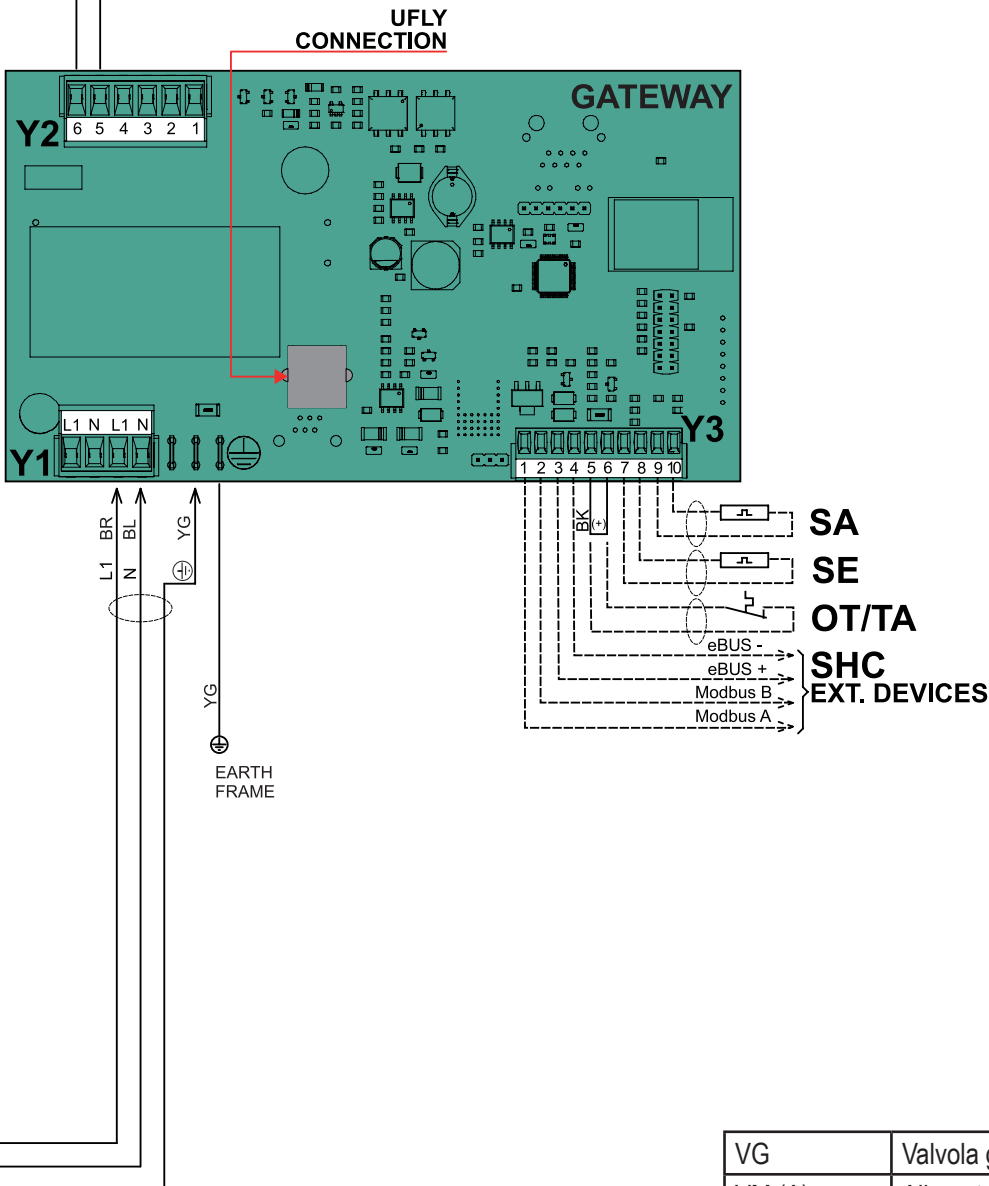 UFLY
CONNECTION
GATEWAY
Y2
6 5 4 3 2 1
L1 N L1 N
Y1
Y3
1 2 3 4 5 6 7 8 9 10
BR
BL
YG
BK
(+)
L1
N
SA
SE
OT/TA
eBUS -
eBUS +
Modbus B
Modbus A
SHC
EXT. DEVICES
YG
EARTH
FRAME
VG
Valvola